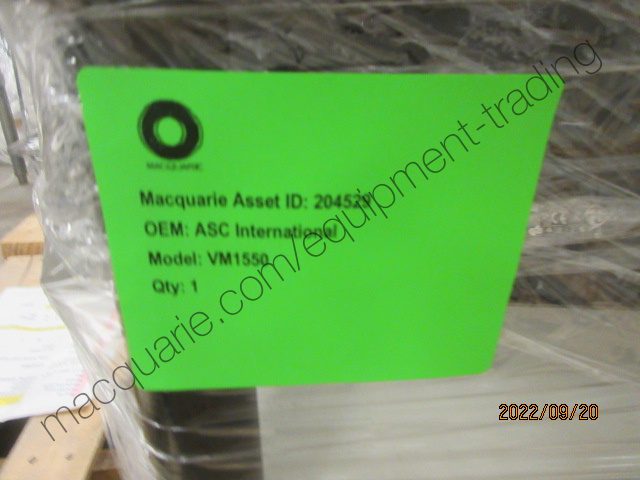 MACQUARIE
Macquarie Asset ID: 204529
OEM: ASC International
Model: VM1550
Qty: 1
macquarie.com/equipment-trading
2022/09/20